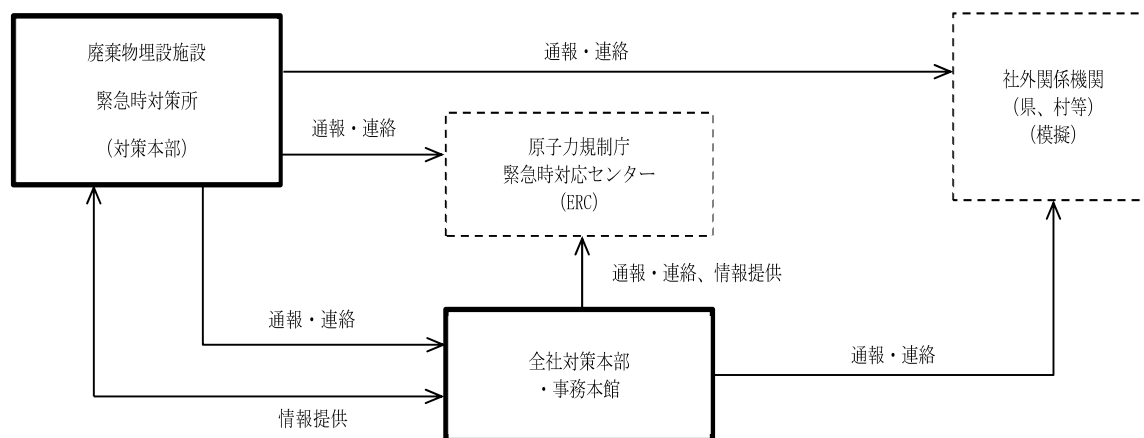 廃棄物埋設施設
緊急時対策所
(対策本部)
通報・連絡
社外関係機関
(県、村等)
(模擬)
通報・連絡
原子力規制庁
緊急時対応センター
(ERC)
通報・連絡、情報提供
通報・連絡
全社対策本部
・事務本館
通報・連絡
情報提供